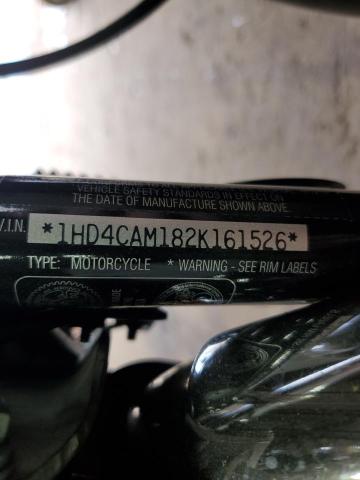 VEHICLE SAFETY STANDARDS IN EFFECT ON
THE DATE OF MANUFACTURE SHOWN ABOVE.
V.I.N. *1HD4CAM182K161526*
TYPE: MOTORCYCLE * WARNING - SEE RIM LABELS